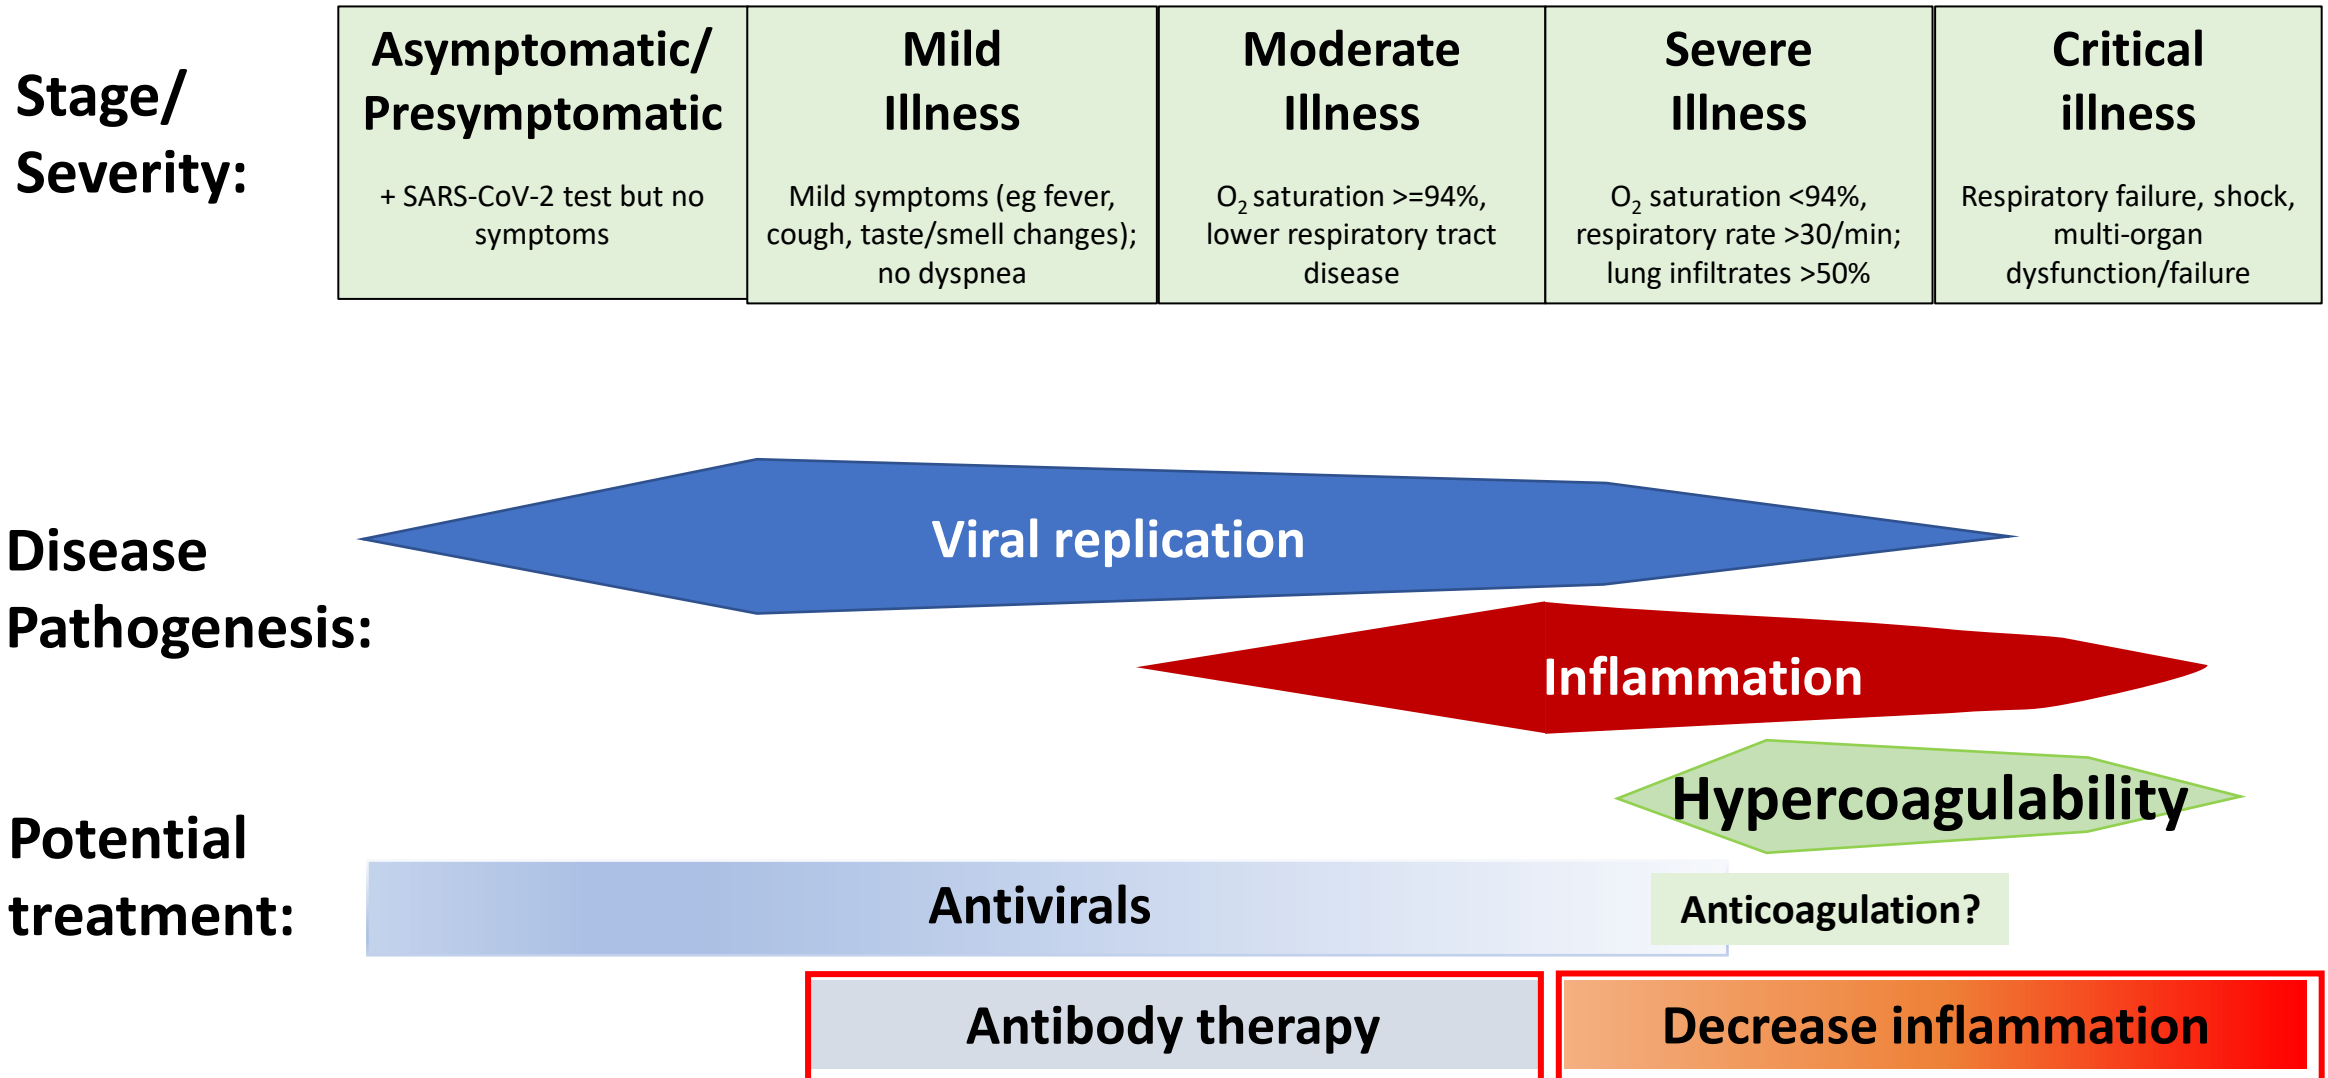 Stage/
Severity:
Asymptomatic/
Presymptomatic
+ SARS-CoV-2 test but no
symptoms
Mild
Illness
Mild symptoms (eg fever,
cough, taste/smell changes);
no dyspnea
Moderate
Illness
O₂ saturation >=94%,
lower respiratory tract
disease
Severe
Illness
O₂ saturation <94%,
respiratory rate >30/min;
lung infiltrates >50%
Critical
illness
Respiratory failure, shock,
multi-organ
dysfunction/failure
Disease
Pathogenesis:
Viral replication
Inflammation
Hypercoagulability
Potential
treatment:
Antivirals
Anticoagulation?
Antibody therapy
Decrease inflammation